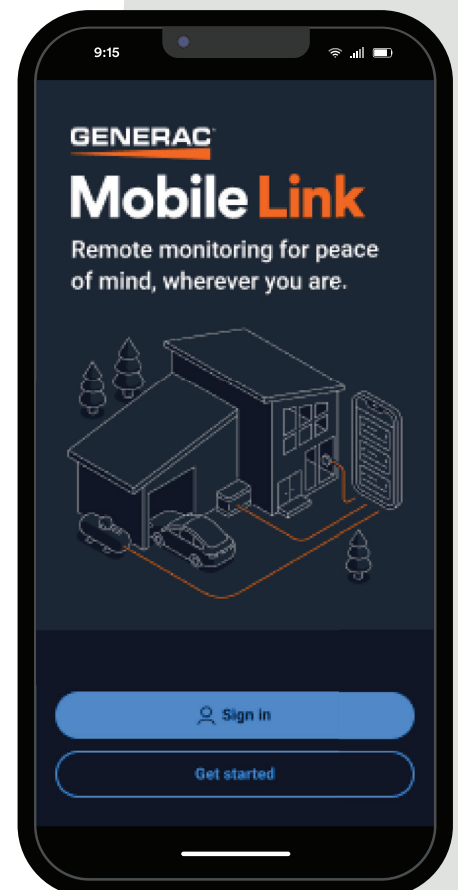 9:15
GENERAC
Mobile Link
Remote monitoring for peace
of mind, wherever you are.
Sign in
Get started